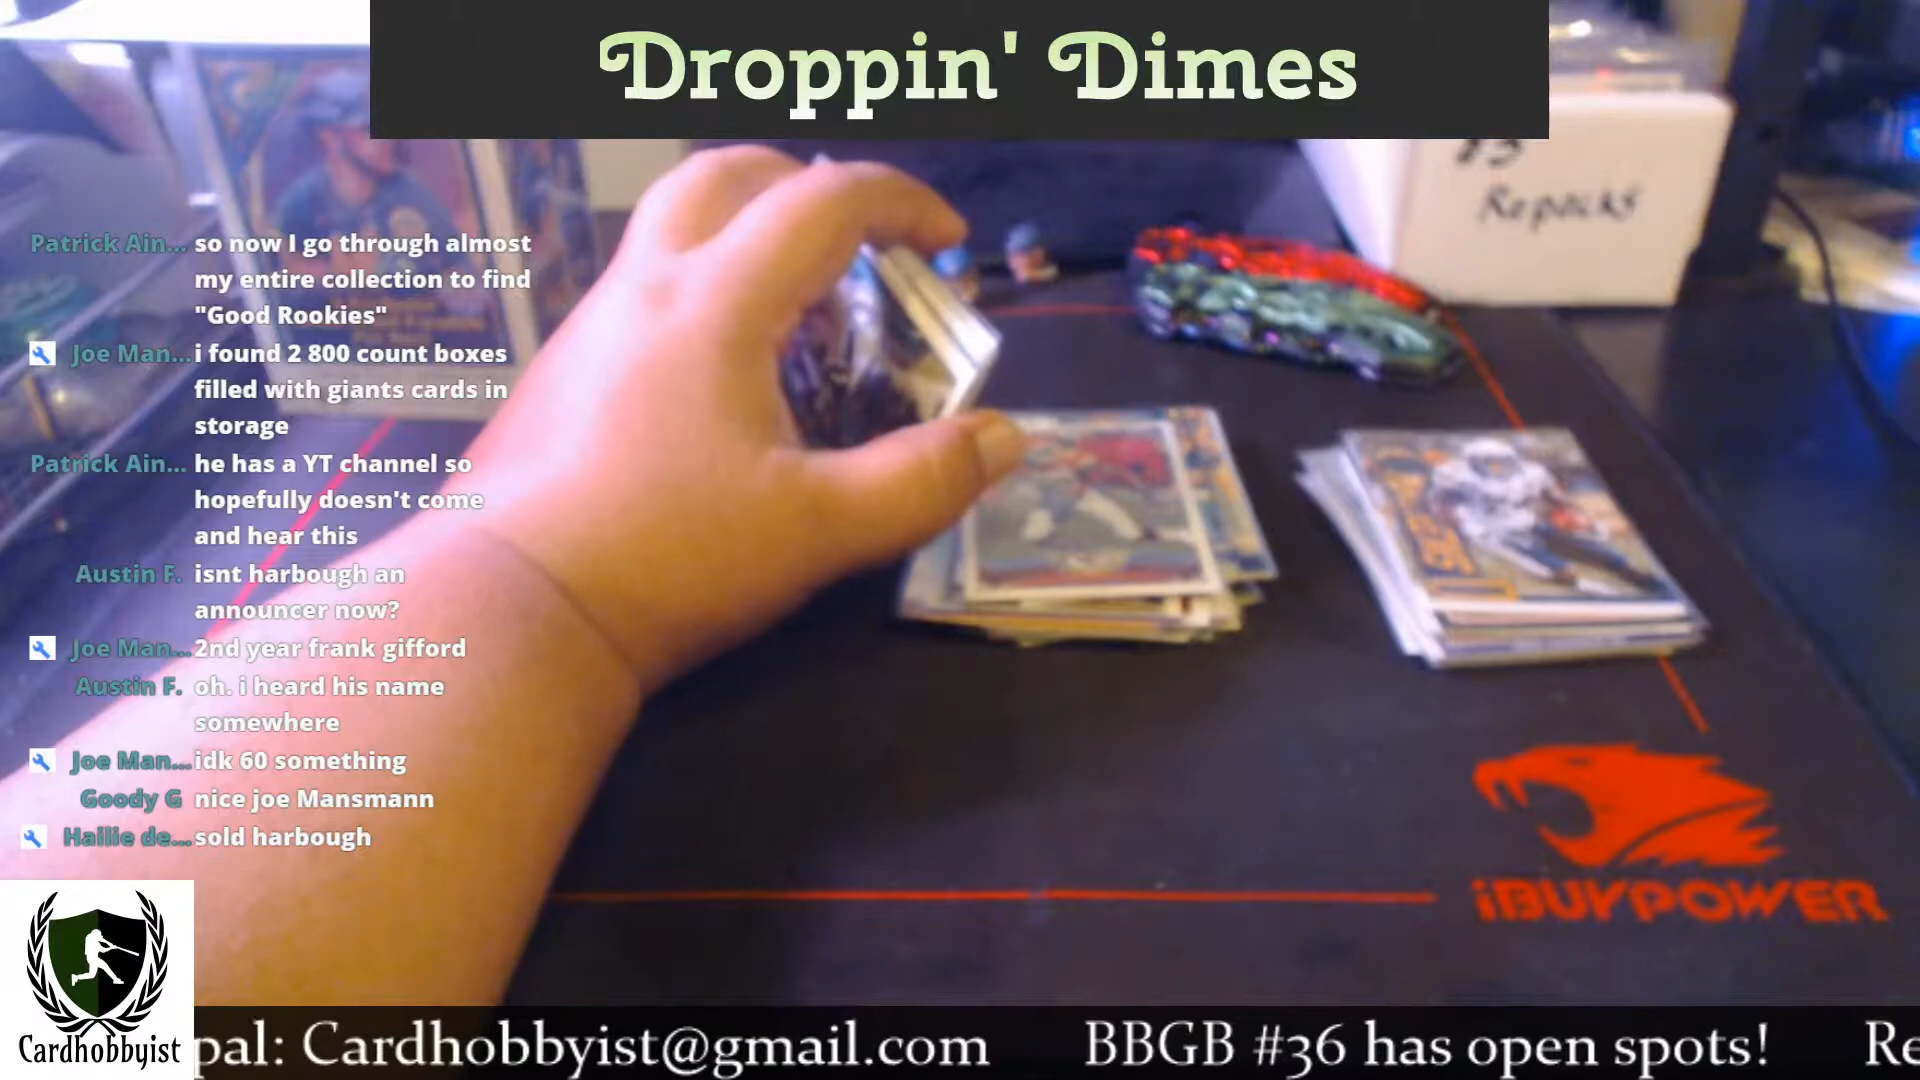 Droppin' Dimes
$3
Repacks
Patrick Ain... so now I go through almost
my entire collection to find
"Good Rookies"
Joe Man... i found 2 800 count boxes
filled with giants cards in
storage
Patrick Ain... he has a YT channel so
hopefully doesn't come
and hear this
Austin F. isnt harbough an
announcer now?
Joe Man... 2nd year frank gifford
Austin F. oh. i heard his name
somewhere
Joe Man... idk 60 something
Goody G nice joe Mansmann
Hailie de... sold harbough
iBUYPOWER
Cardhobbyist
pal: Cardhobbyist@gmail.com BBGB #36 has open spots! Re